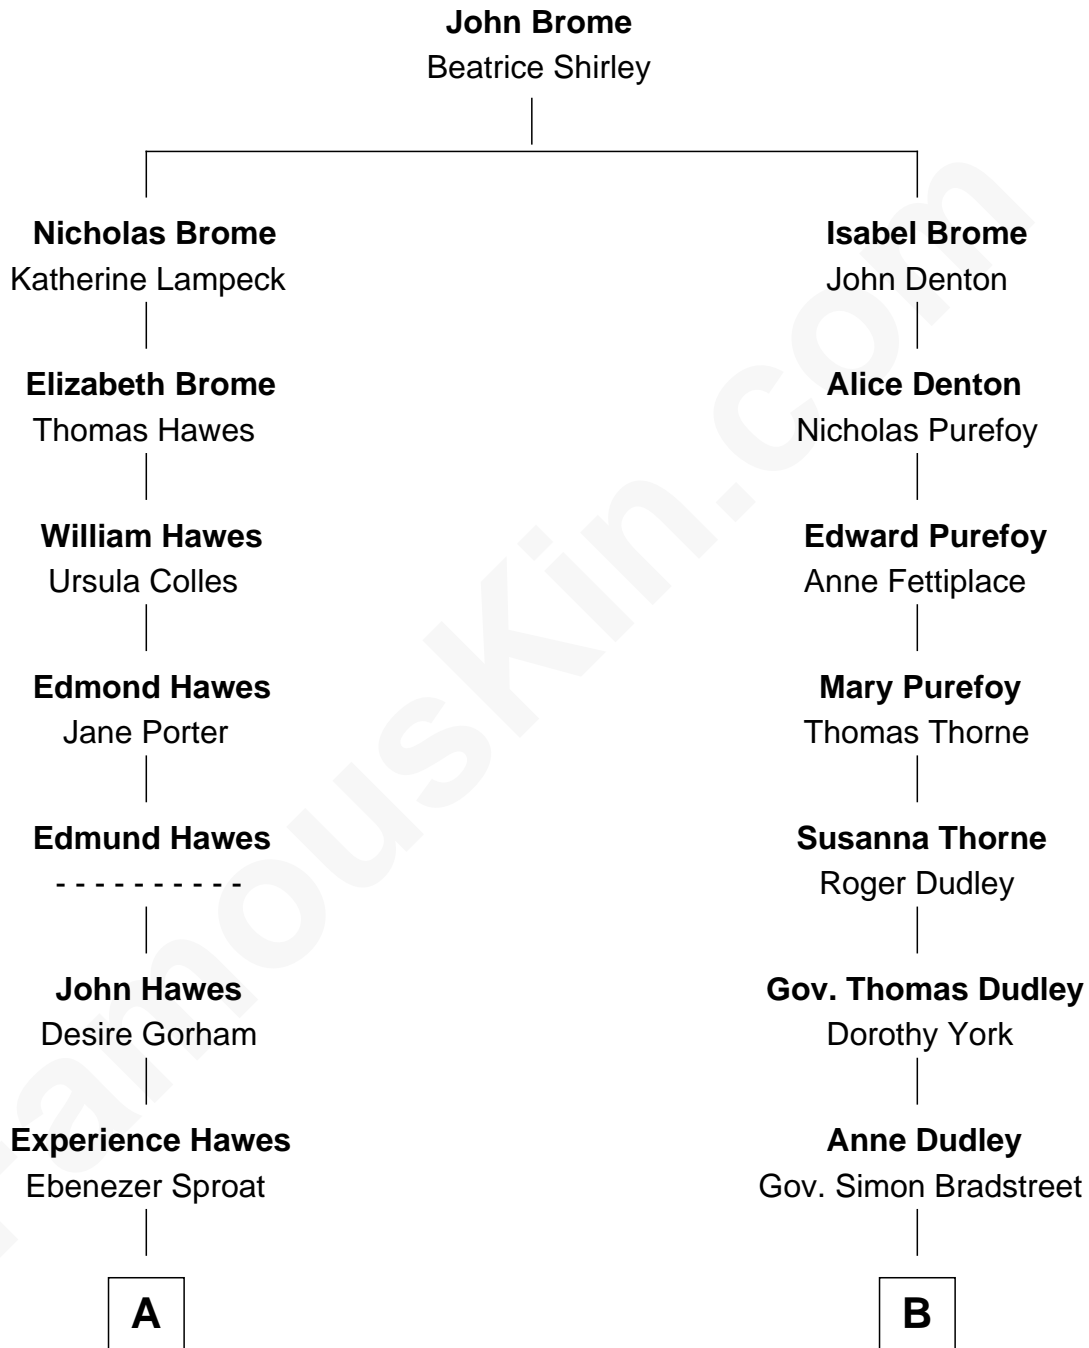 John Brome
Beatrice Shirley
Nicholas Brome
Katherine Lampeck
Isabel Brome
John Denton
Elizabeth Brome
Thomas Hawes
Alice Denton
Nicholas Purefoy
William Hawes
Ursula Colles
Edward Purefoy
Anne Fettiplace
Edmond Hawes
Jane Porter
Mary Purefoy
Thomas Thorne
Edmund Hawes
- - - - - - - - - -
Susanna Thorne
Roger Dudley
John Hawes
Desire Gorham
Gov. Thomas Dudley
Dorothy York
Experience Hawes
Ebenezer Sproat
Anne Dudley
Gov. Simon Bradstreet
A
B
FamousKin.com